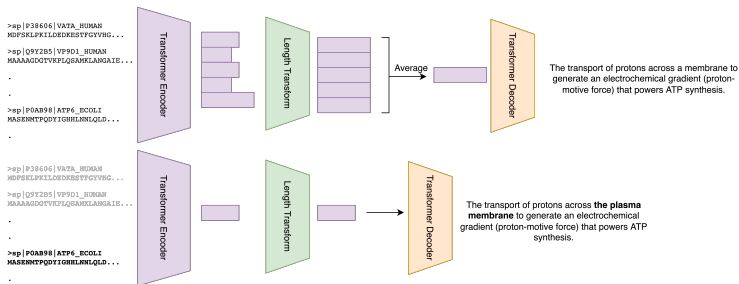 >sp|P38606|VATA_HUMAN
MDFSKLPKILDEDKESTFGYVHG...
>sp|Q9Y2B5|VP9D1_HUMAN
MAAAAGDGTVKPLQSAMKLANGAIE...
.
.
>sp|P0AB98|ATP6_ECOLI
MASENMTPQDYIGHHLNNLQLD...
.
Transformer Encoder
Length Transform
Average
Transformer Decoder
The transport of protons across a membrane to
generate an electrochemical gradient (proton-
motive force) that powers ATP synthesis.
>sp|P38606|VATA_HUMAN
MDFSKLPKILDEDKESTFGYVHG...
>sp|Q9Y2B5|VP9D1_HUMAN
MAAAAGDGTVKPLQSAMKLANGAIE...
.
.
>sp|P0AB98|ATP6_ECOLI
MASENMTPQDYIGHHLNNLQLD...
.
Transformer Encoder
Length Transform
Transformer Decoder
The transport of protons across the plasma
membrane to generate an electrochemical
gradient (proton-motive force) that powers ATP
synthesis.